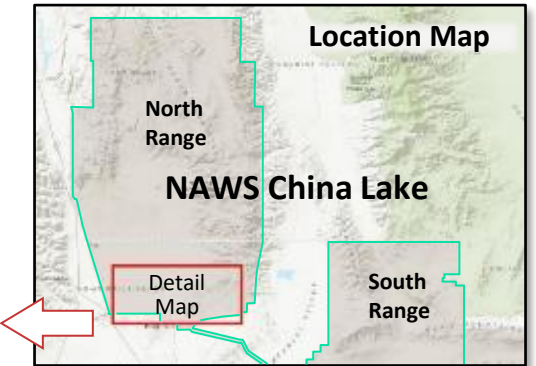 Location Map
North
Range
NAWS China Lake
Detail
Map
South
Range